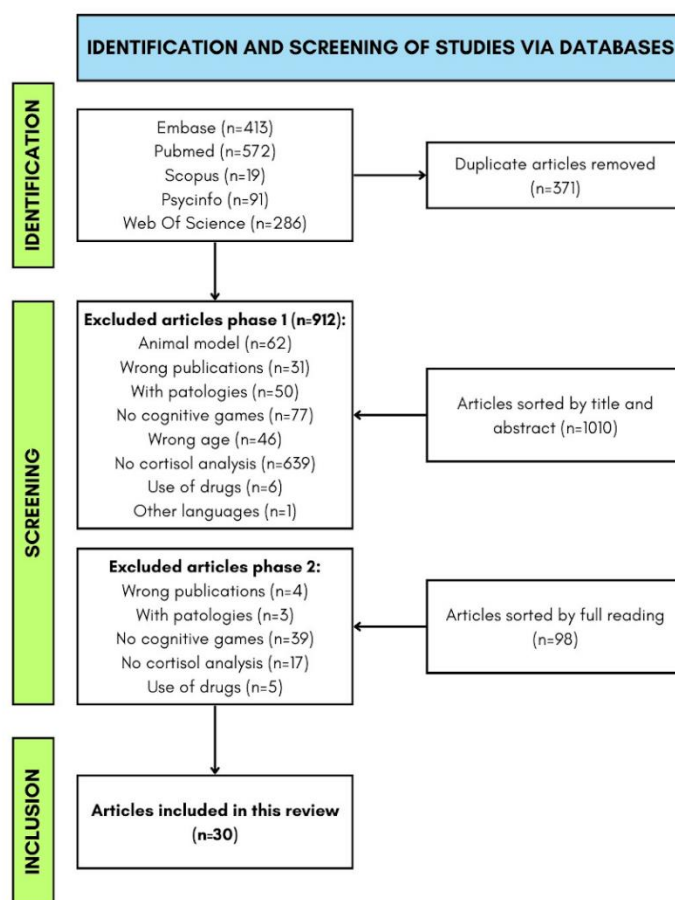 IDENTIFICATION AND SCREENING OF STUDIES VIA DATABASES
IDENTIFICATION
Embase (n=413)
Pubmed (n=572)
Scopus (n=19)
Psycinfo (n=91)
Web Of Science (n=286)
Duplicate articles removed
(n=371)
SCREENING
Excluded articles phase 1 (n=912):
Animal model (n=62)
Wrong publications (n=31)
With patologies (n=50)
No cognitive games (n=77)
Wrong age (n=46)
No cortisol analysis (n=639)
Use of drugs (n=6)
Other languages (n=1)
Articles sorted by title and
abstract (n=1010)
Excluded articles phase 2:
Wrong publications (n=4)
With patologies (n=3)
No cognitive games (n=39)
No cortisol analysis (n=17)
Use of drugs (n=5)
Articles sorted by full reading
(n=98)
INCLUSION
Articles included in this review
(n=30)